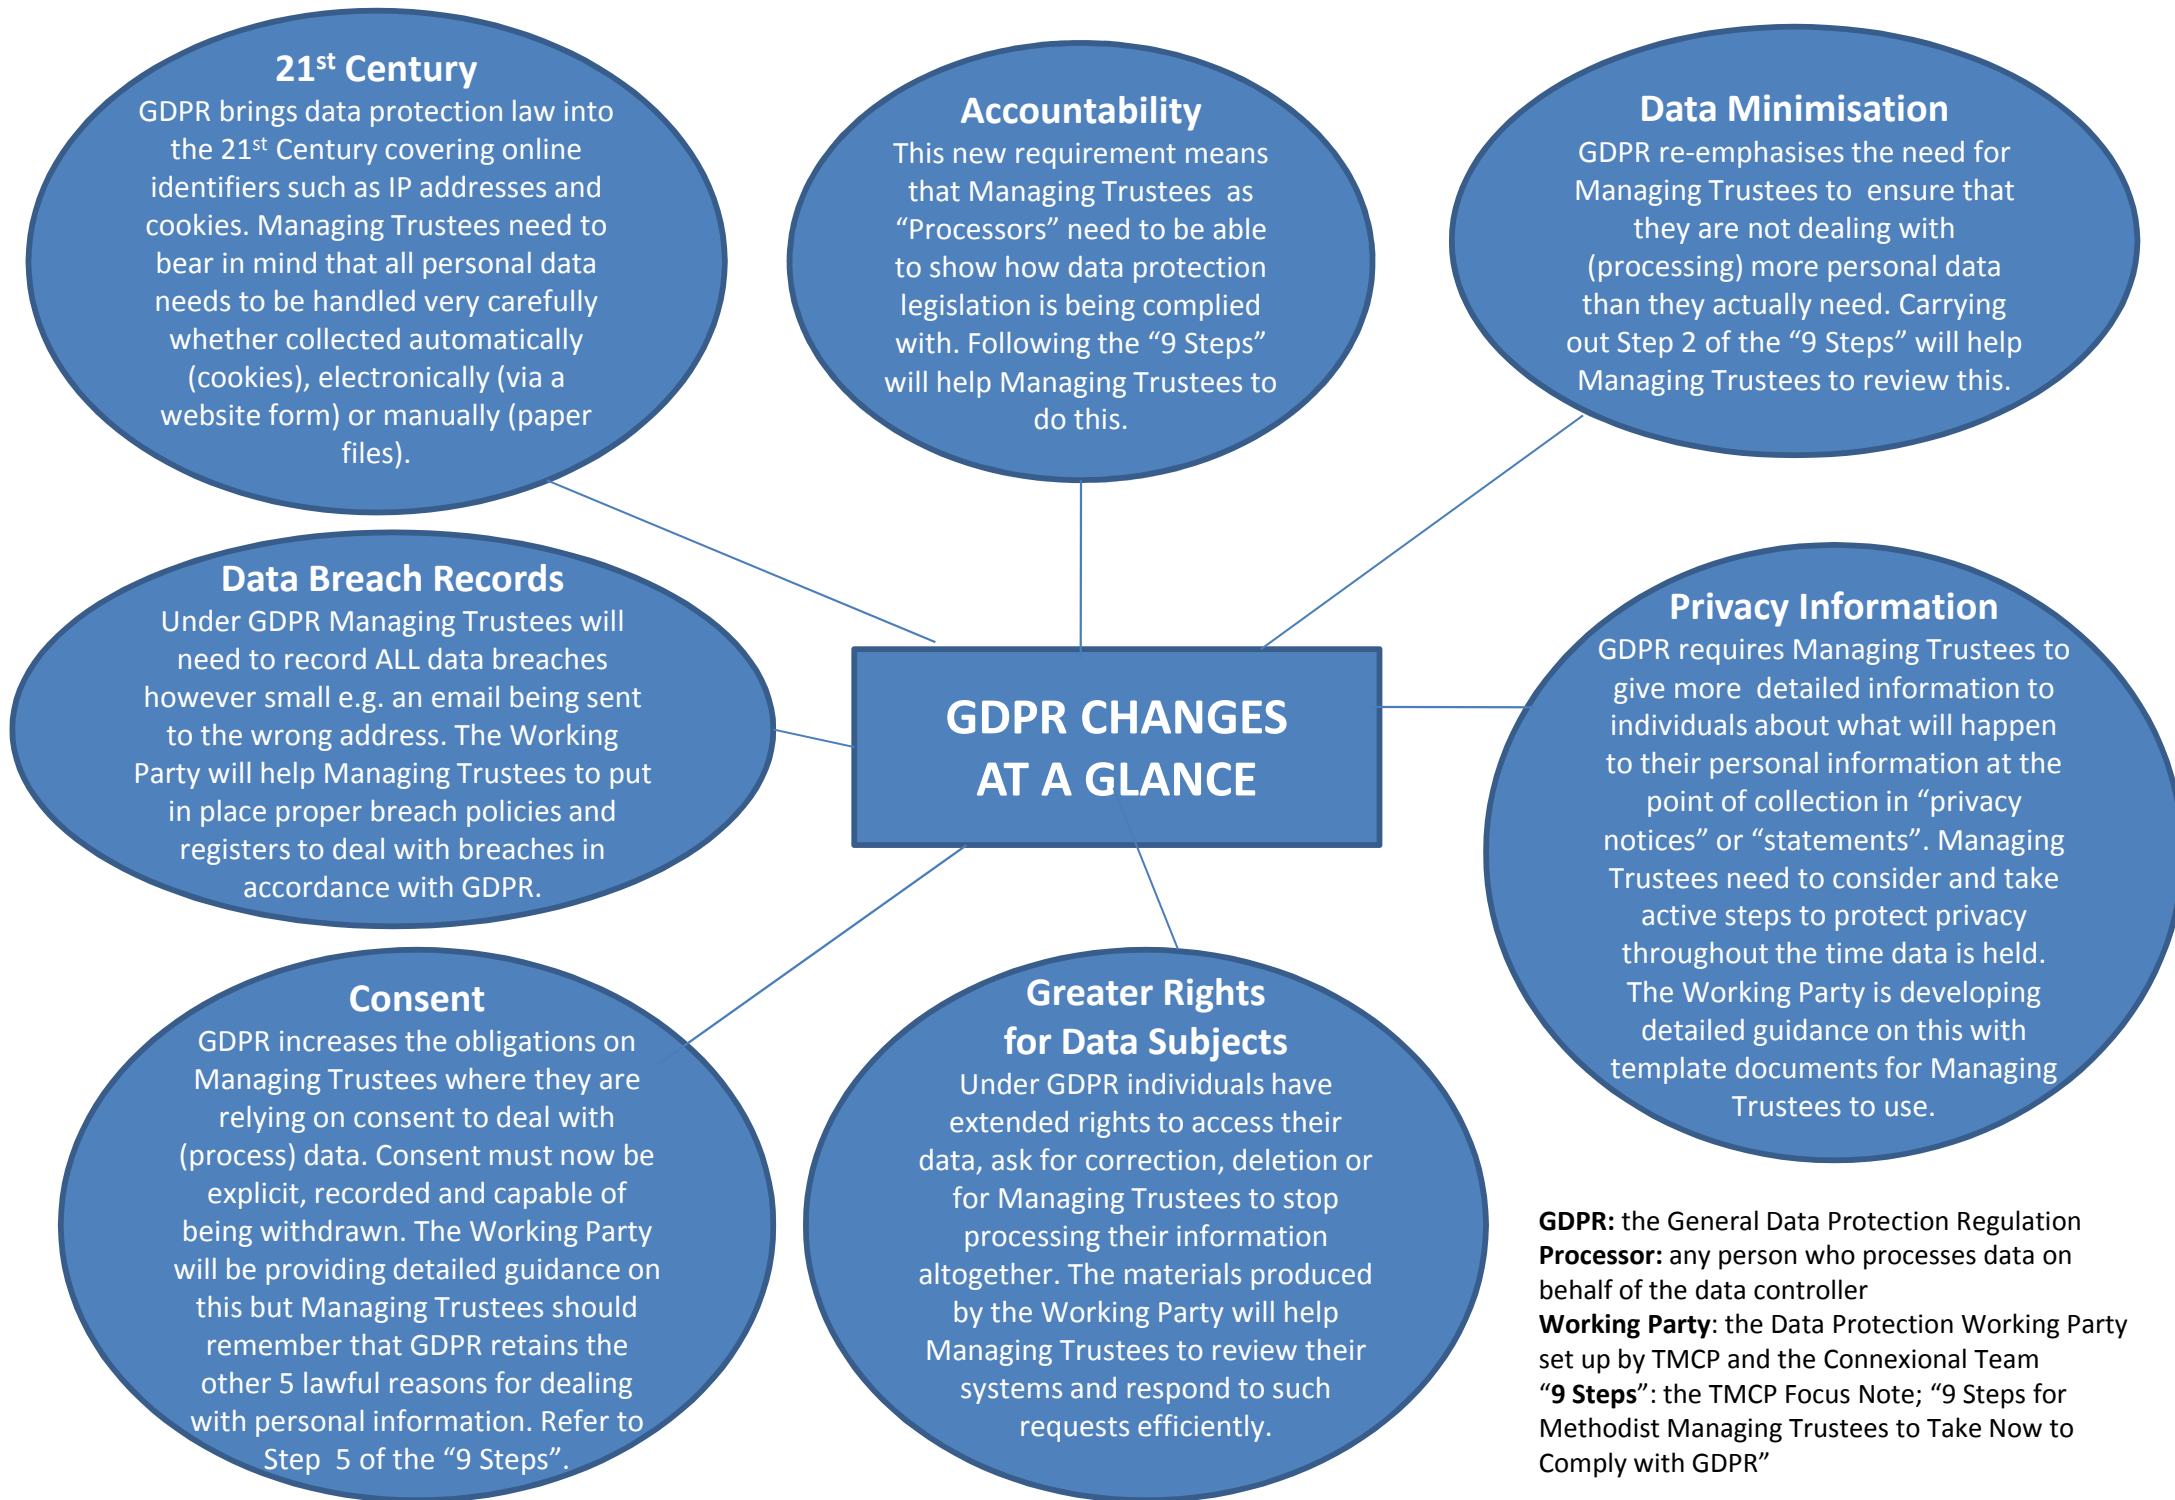 21st Century
GDPR brings data protection law into
the 21st Century covering online
identifiers such as IP addresses and
cookies. Managing Trustees need to
bear in mind that all personal data
needs to be handled very carefully
whether collected automatically
(cookies), electronically (via a
website form) or manually (paper
files).
Accountability
This new requirement means
that Managing Trustees as
“Processors” need to be able
to show how data protection
legislation is being complied
with. Following the “9 Steps”
will help Managing Trustees to
do this.
Data Minimisation
GDPR re-emphasises the need for
Managing Trustees to ensure that
they are not dealing with
(processing) more personal data
than they actually need. Carrying
out Step 2 of the “9 Steps” will help
Managing Trustees to review this.
Data Breach Records
Under GDPR Managing Trustees will
need to record ALL data breaches
however small e.g. an email being sent
to the wrong address. The Working
Party will help Managing Trustees to put
in place proper breach policies and
registers to deal with breaches in
accordance with GDPR.
GDPR CHANGES
AT A GLANCE
Privacy Information
GDPR requires Managing Trustees to
give more detailed information to
individuals about what will happen
to their personal information at the
point of collection in “privacy
notices” or “statements”. Managing
Trustees need to consider and take
active steps to protect privacy
throughout the time data is held.
The Working Party is developing
detailed guidance on this with
template documents for Managing
Trustees to use.
Consent
GDPR increases the obligations on
Managing Trustees where they are
relying on consent to deal with
(process) data. Consent must now be
explicit, recorded and capable of
being withdrawn. The Working Party
will be providing detailed guidance on
this but Managing Trustees should
remember that GDPR retains the
other 5 lawful reasons for dealing
with personal information. Refer to
Step 5 of the “9 Steps”.
Greater Rights
for Data Subjects
Under GDPR individuals have
extended rights to access their
data, ask for correction, deletion or
for Managing Trustees to stop
processing their information
altogether. The materials produced
by the Working Party will help
Managing Trustees to review their
systems and respond to such
requests efficiently.
GDPR: the General Data Protection Regulation
Processor: any person who processes data on
behalf of the data controller
Working Party: the Data Protection Working Party
set up by TMCP and the Connexional Team
“9 Steps”: the TMCP Focus Note; “9 Steps for
Methodist Managing Trustees to Take Now to
Comply with GDPR”